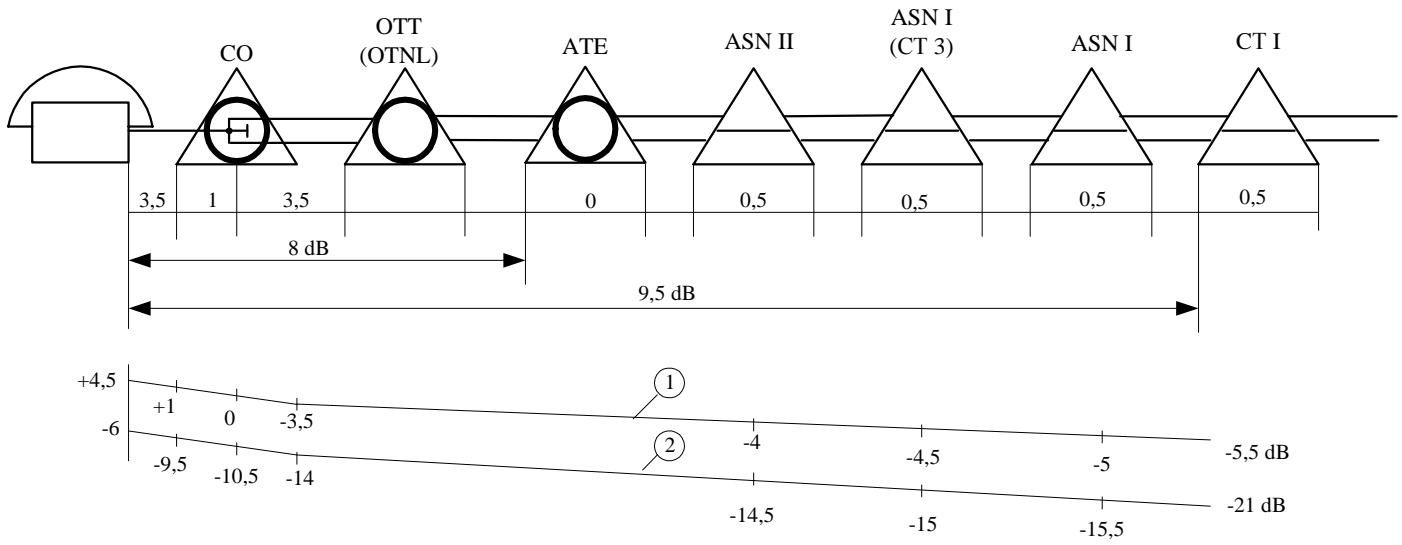 CO
OTT
(OTNL)
ATE
ASN II
ASN I
(CT 3)
ASN I
CT I
3,5 1 3,5 0 0,5 0,5 0,5 0,5
8 dB
9,5 dB
+4,5
+1
0
-3,5
1
-4
-4,5
-5
-5,5 dB
-6
-9,5
-10,5
-14
2
-14,5
-15
-15,5
-21 dB